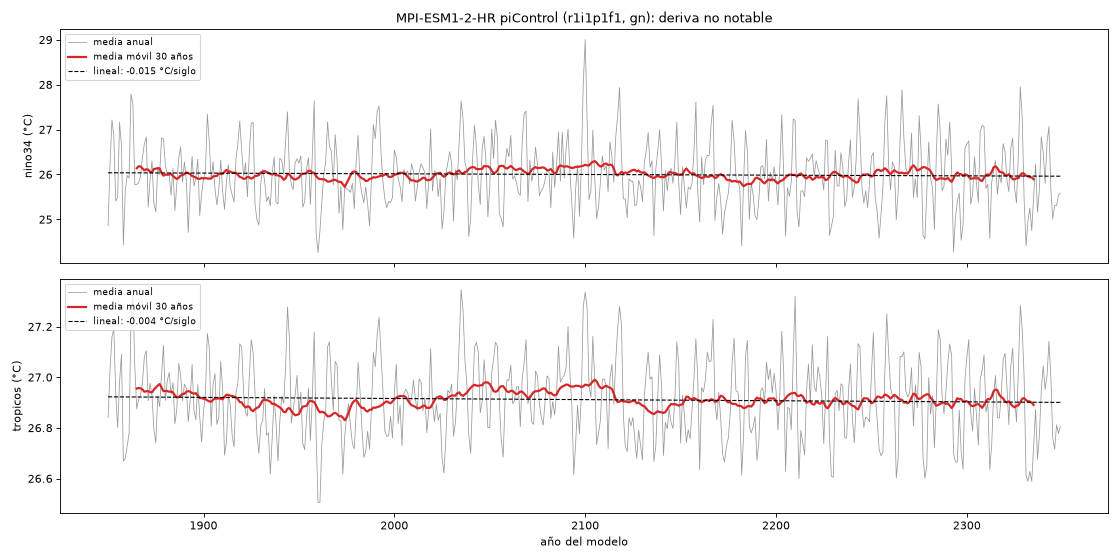 MPI-ESM1-2-HR piControl (r1i1p1f1, gn): deriva no notable
nino34 (°C)
29
28
27
26
25
media anual
media móvil 30 años
lineal: -0.015 °C/siglo
tropicos (°C)
27.2
27.0
26.8
26.6
media anual
media móvil 30 años
lineal: -0.004 °C/siglo
1900
2000
2100
2200
2300
año del modelo